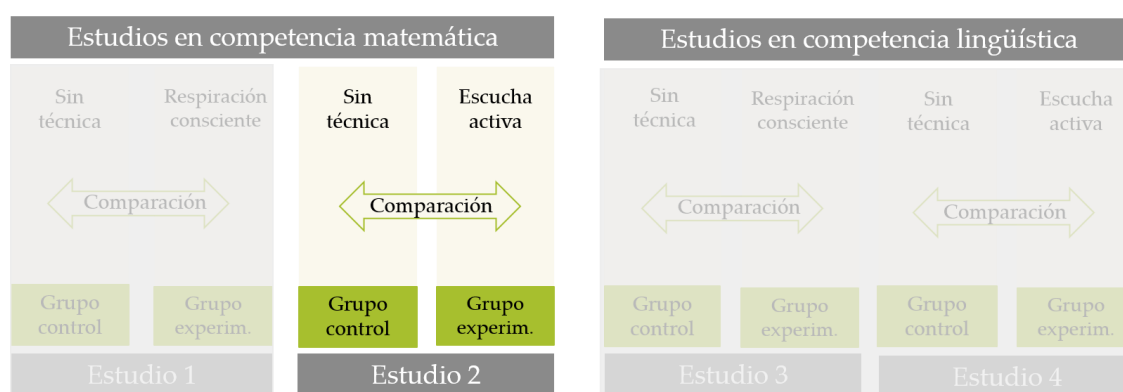 Estudios en competencia matemática
Sin
técnica
Respiración
consciente
Comparación
Grupo
control
Grupo
experim.
Estudio 1
Sin
técnica
Escucha
activa
Comparación
Grupo
control
Grupo
experim.
Estudio 2
Estudios en competencia lingüística
Sin
técnica
Respiración
consciente
Comparación
Grupo
control
Grupo
experim.
Estudio 3
Sin
técnica
Escucha
activa
Comparación
Grupo
control
Grupo
experim.
Estudio 4